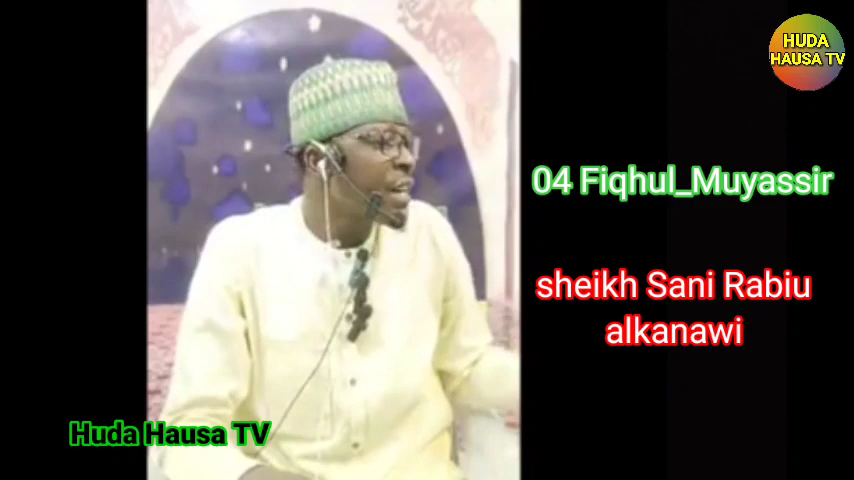 HUDA
HAUSA TV
04 Fiqhul_Muyassir
sheikh Sani Rabiu
alkanawi
Huda Hausa TV